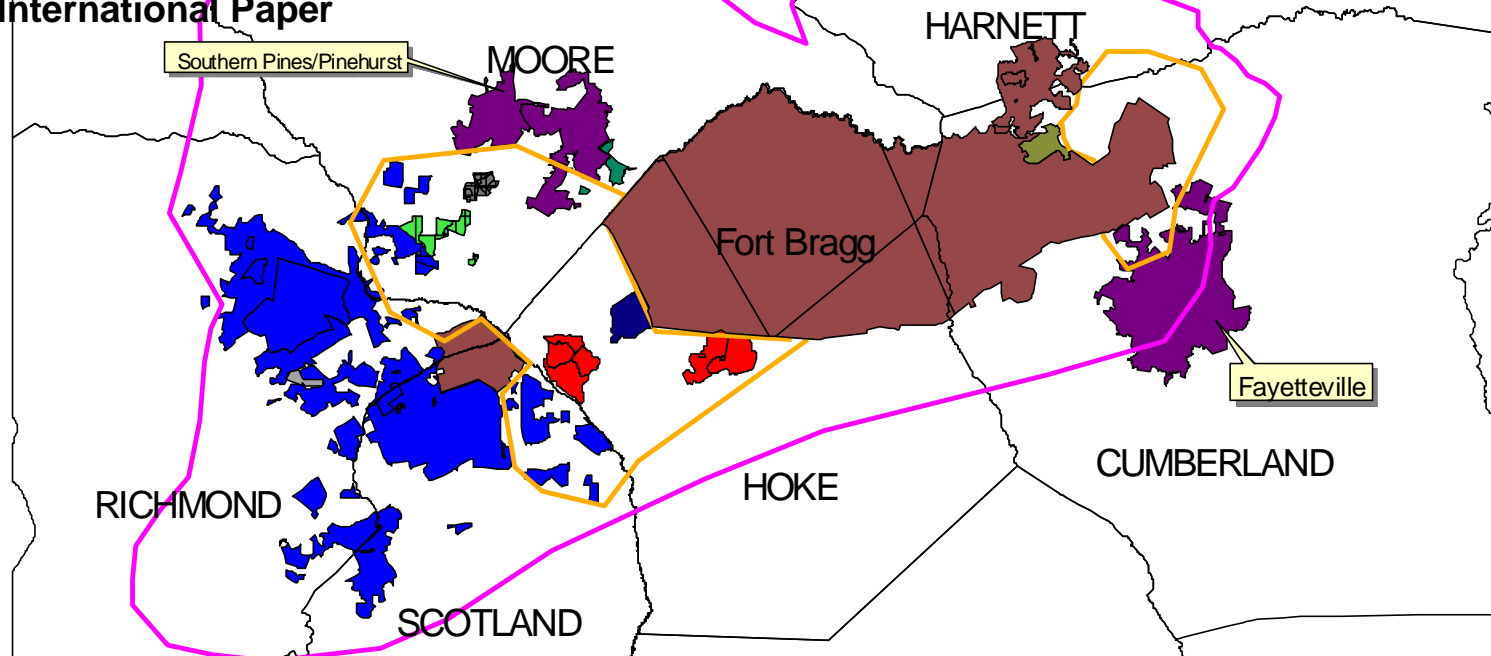 International Paper
HARNETT
Southern Pines/Pinehurst
MOORE
Fort Bragg
Fayetteville
RICHMOND
HOKE
CUMBERLAND
SCOTLAND